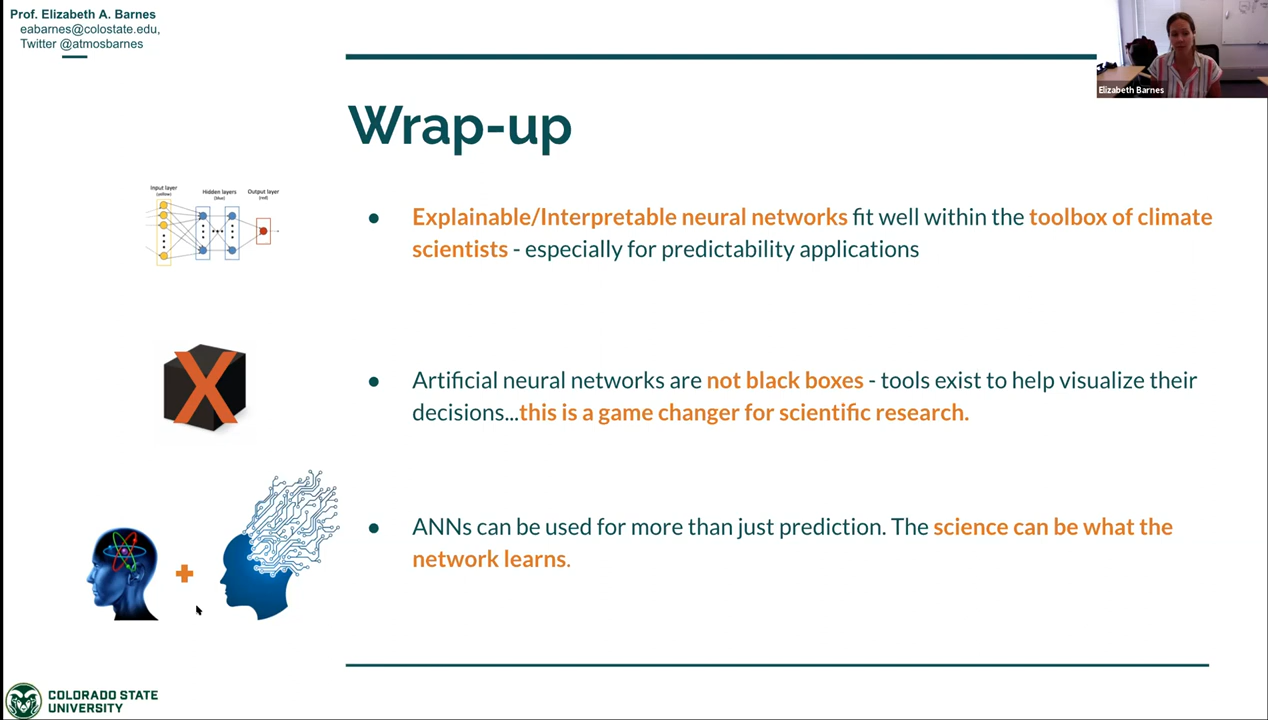 Prof. Elizabeth A. Barnes
eabarnes@colostate.edu,
Twitter @atmosbarnes
Elizabeth Barnes
Wrap-up
Input layer
(yellow)
Hidden layers
(blue)
Output layer
(red)
● Explainable/Interpretable neural networks fit well within the toolbox of climate
scientists - especially for predictability applications
X
● Artificial neural networks are not black boxes - tools exist to help visualize their
decisions...this is a game changer for scientific research.
● ANNs can be used for more than just prediction. The science can be what the
network learns.
COLORADO STATE
UNIVERSITY